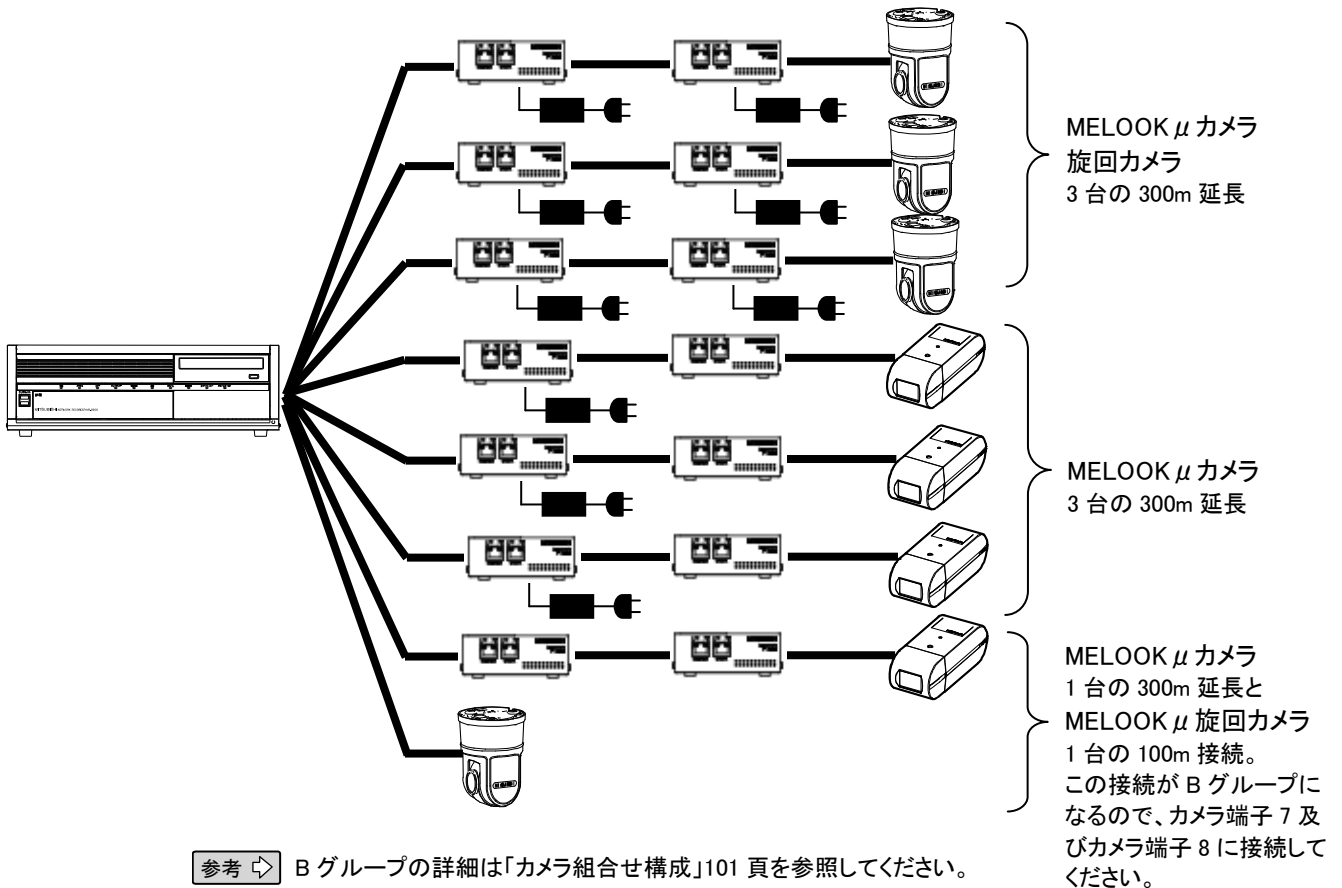 MELOOK μ カメラ
旋回カメラ
3 台の 300m 延長
MELOOK μ カメラ
3 台の 300m 延長
MELOOK μ カメラ
1 台の 300m 延長と
MELOOK μ 旋回カメラ
1 台の 100m 接続。
この接続が B グループに
なるので、カメラ端子 7 及
びカメラ端子 8 に接続して
ください。
参考 ⇨ B グループの詳細は「カメラ組合せ構成」101 頁を参照してください。